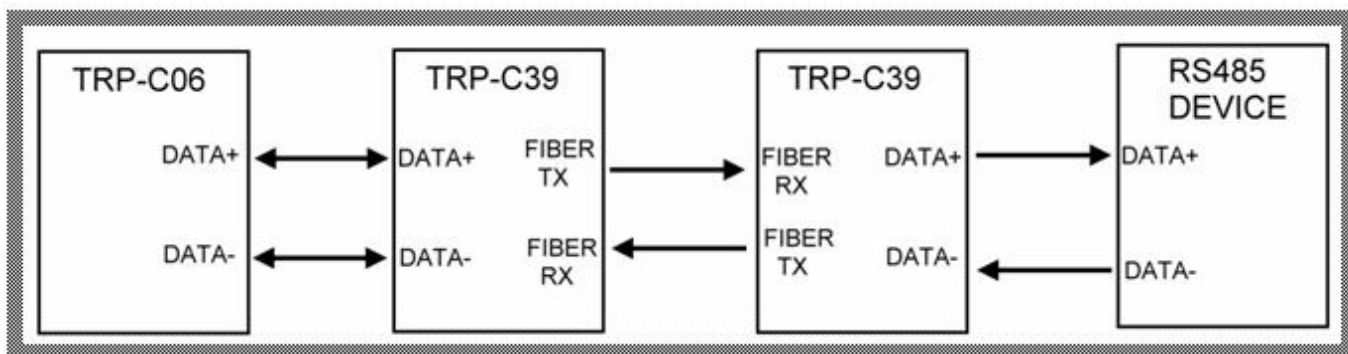 TRP-C06
DATA+
DATA-
TRP-C39
DATA+
DATA-
FIBER
TX
FIBER
RX
TRP-C39
FIBER
RX
FIBER
TX
DATA+
DATA-
RS485
DEVICE
DATA+
DATA-